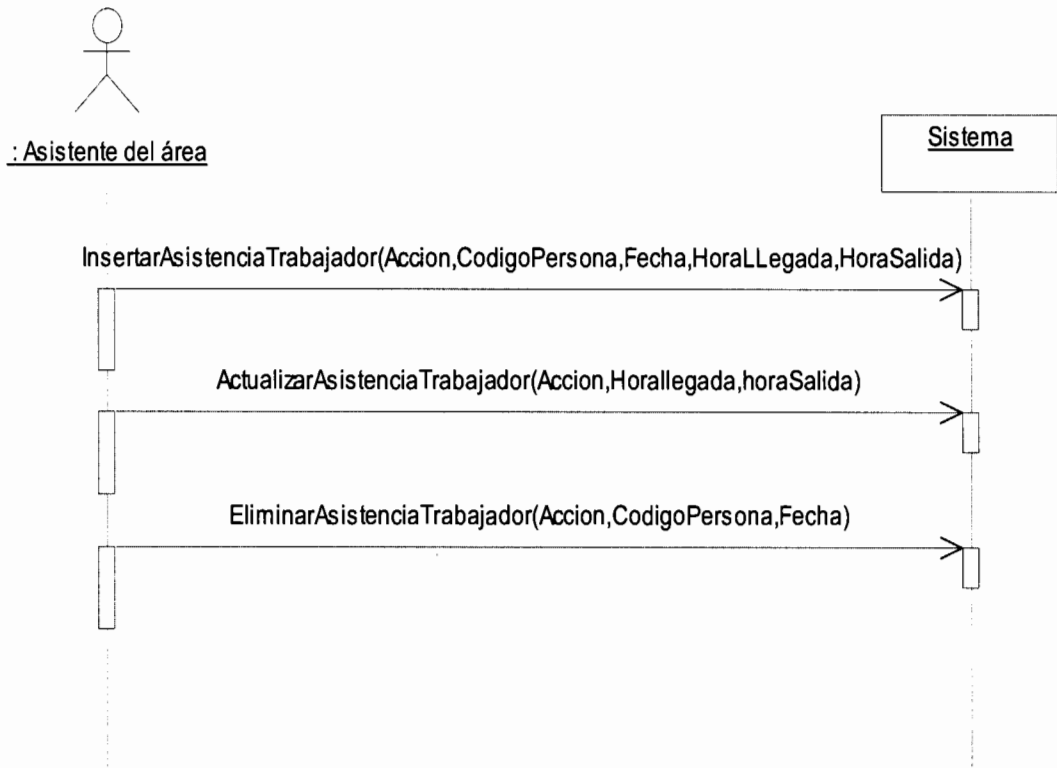 : Asistente del área
Sistema
InsertarAsistenciaTrabajador(Accion,CodigoPersona,Fecha,HoraLLegada,HoraSalida)
ActualizarAsistenciaTrabajador(Accion,Horallegada,horaSalida)
EliminarAsistenciaTrabajador(Accion,CodigoPersona,Fecha)